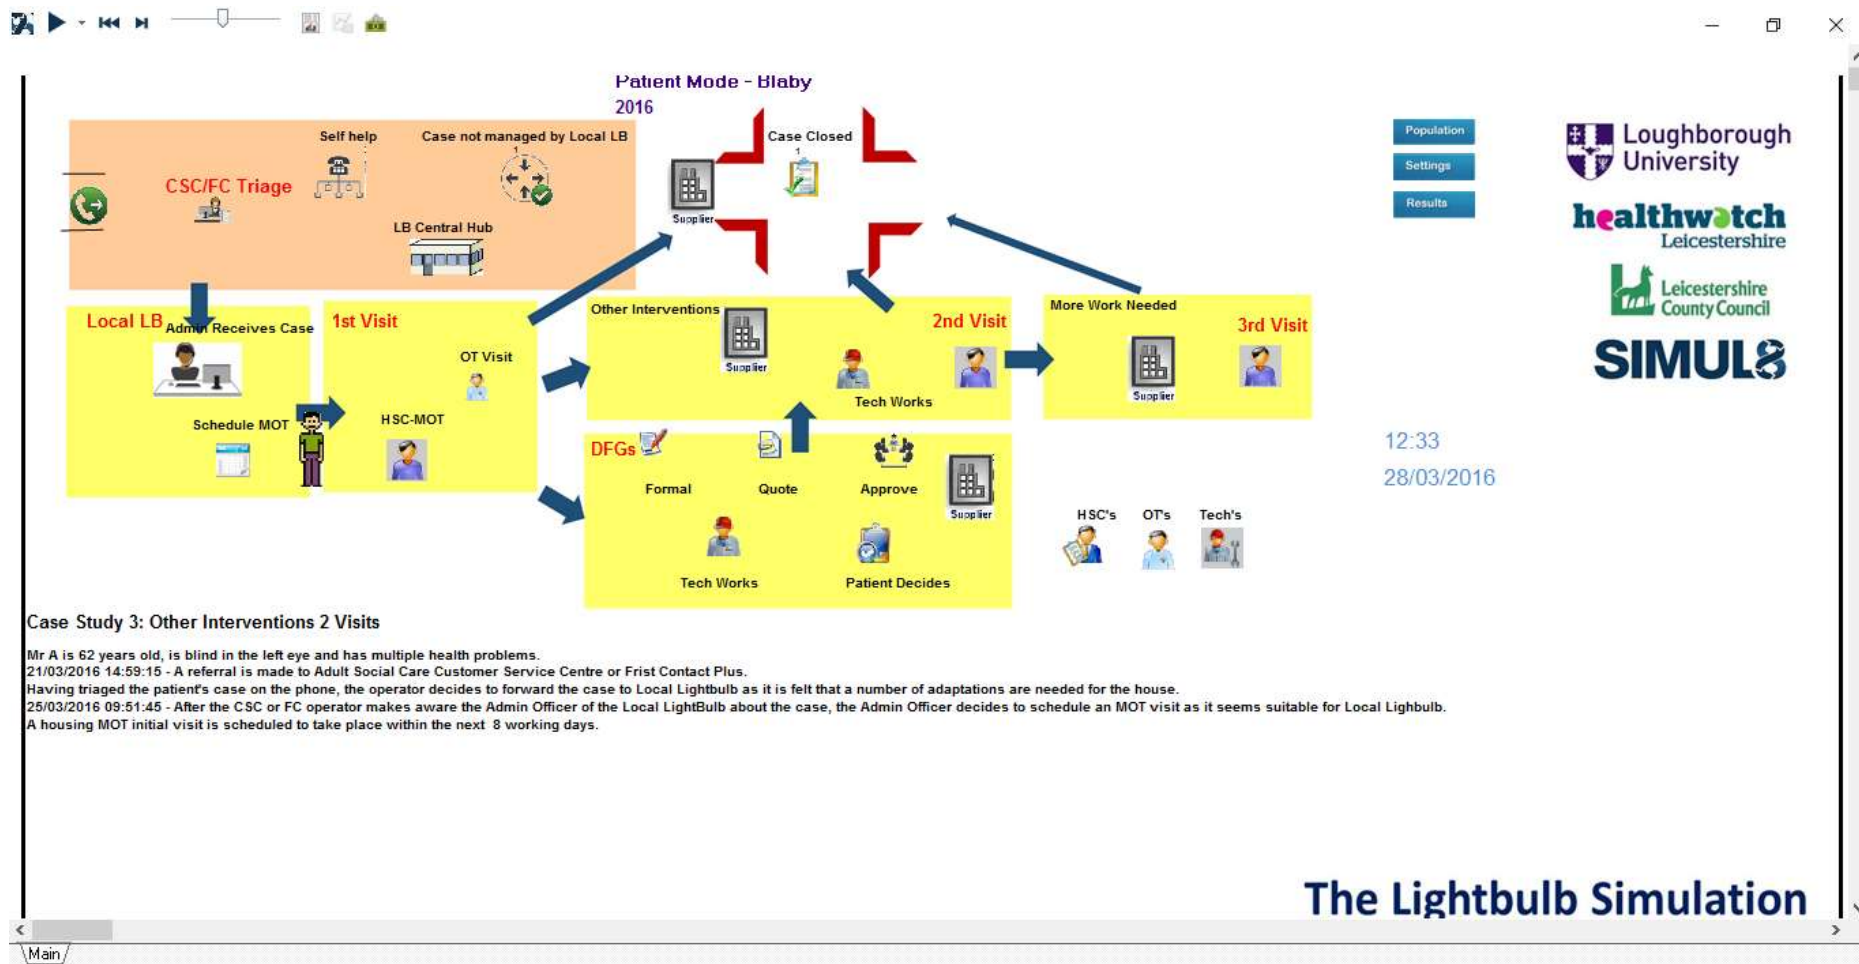 Patient Mode - Blaby
2016
Self help
Case not managed by Local LB
1
CSC/FC Triage
LB Central Hub
Case Closed
1
Supplier
Population
Settings
Results
Loughborough
University
healthwatch
Leicestershire
Leicestershire
County Council
SIMUL8
Local LB
Admin Receives Case
Schedule MOT
1st Visit
OT Visit
HSC-MOT
Other Interventions
2nd Visit
Supplier
Tech Works
More Work Needed
3rd Visit
Supplier
DFGs
Formal
Quote
Approve
Supplier
Tech Works
Patient Decides
12:33
28/03/2016
HSC's
OT's
Tech's
Case Study 3: Other Interventions 2 Visits
Mr A is 62 years old, is blind in the left eye and has multiple health problems.
21/03/2016 14:59:15 - A referral is made to Adult Social Care Customer Service Centre or Frist Contact Plus.
Having triaged the patient's case on the phone, the operator decides to forward the case to Local Lightbulb as it is felt that a number of adaptations are needed for the house.
25/03/2016 09:51:45 - After the CSC or FC operator makes aware the Admin Officer of the Local LightBulb about the case, the Admin Officer decides to schedule an MOT visit as it seems suitable for Local Lighbulb.
A housing MOT initial visit is scheduled to take place within the next 8 working days.
The Lightbulb Simulation
Main